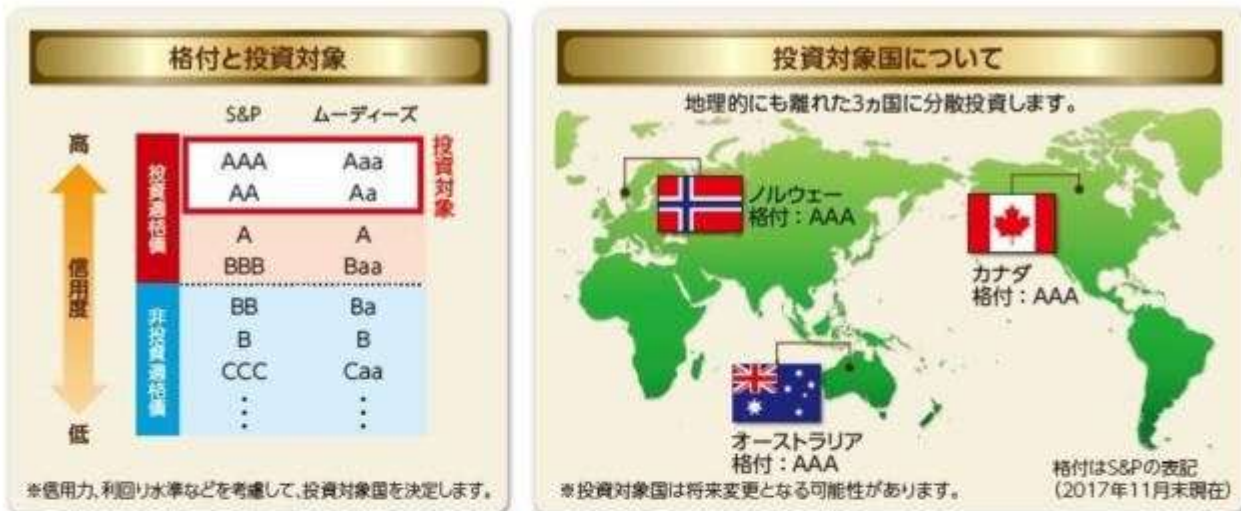 格付と投資対象
S&P ムーディーズ
高
信用度
低
投資適格債
非投資適格債
投資対象
AAA Aaa
AA Aa
A A
BBB Baa
BB Ba
B B
CCC Caa
※信用力、利回り水準などを考慮して、投資対象国を決定します。
投資対象国について
地理的にも離れた3ヵ国に分散投資します。
ノルウェー
格付:AAA
カナダ
格付:AAA
オーストラリア
格付:AAA
格付はS&Pの表記
(2017年11月末現在)
※投資対象国は将来変更となる可能性があります。